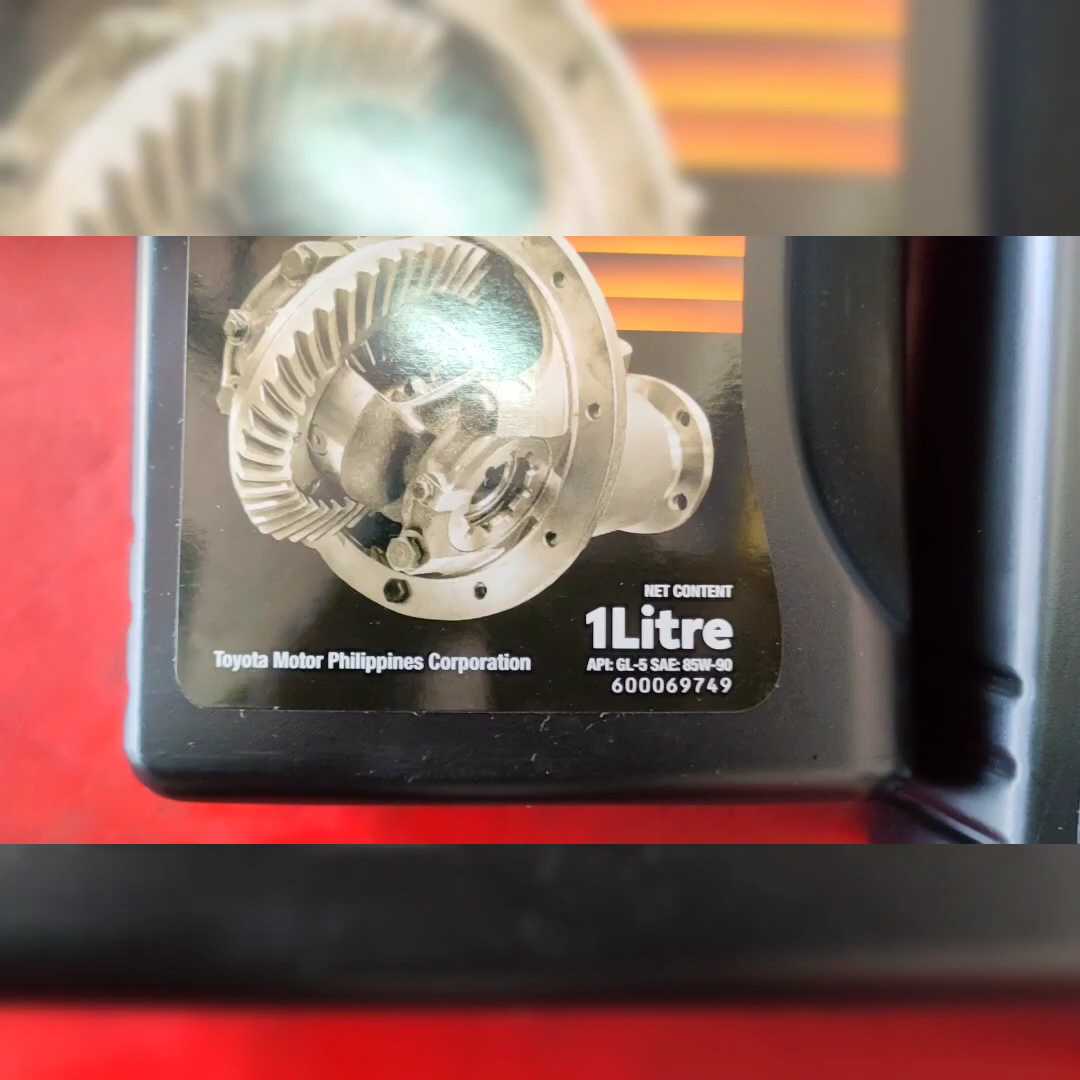 NET CONTENT
1Litre
Toyota Motor Philippines Corporation
API: GL-5 SAE: 85W-90
600069749